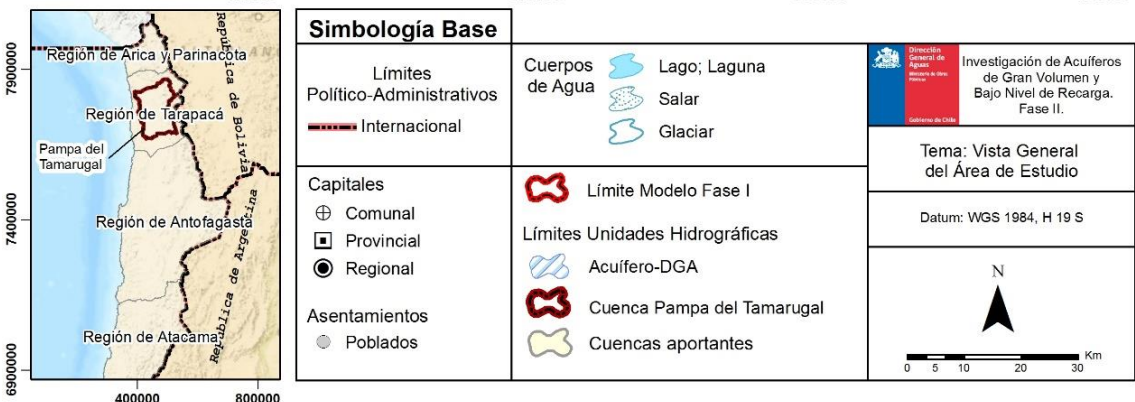 7900000
7400000
6900000
400000
800000
Región de Arica y Parinacota
República de Bolivia
Región de Tarapacá
Pampa del
Tamarugal
Región de Antofagasta
República de Argentina
Región de Atacama
Simbología Base
Límites
Político-Administrativos
Internacional
Cuerpos
de Agua
Lago; Laguna
Salar
Glaciar
Capitales
Comunal
Provincial
Regional
Asentamientos
Poblados
Límite Modelo Fase I
Límites Unidades Hidrográficas
Acuífero-DGA
Cuenca Pampa del Tamarugal
Cuencas aportantes
Dirección
General de
Aguas
Gobierno de Chile
Investigación de Acuíferos
de Gran Volumen y
Bajo Nivel de Recarga.
Fase II.
Tema: Vista General
del Área de Estudio
Datum: WGS 1984, H 19 S
N
Km
0 5 10 20 30